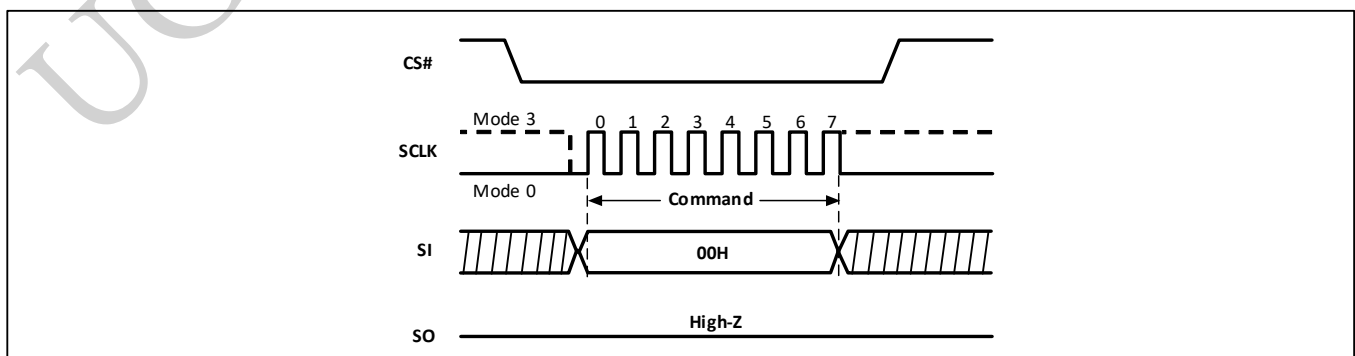 CS#
Mode 3
0 1 2 3 4 5 6 7
SCLK
Mode 0
Command
SI
00H
High-Z
SO